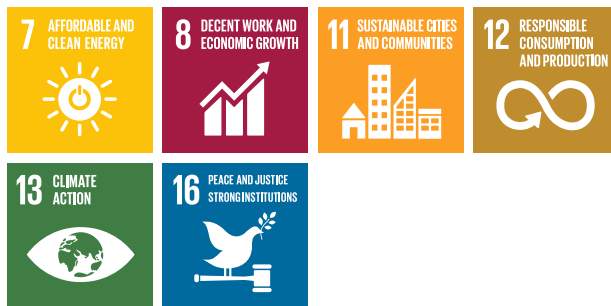 7 AFFORDABLE AND
CLEAN ENERGY
8 DECENT WORK AND
ECONOMIC GROWTH
11 SUSTAINABLE CITIES
AND COMMUNITIES
12 RESPONSIBLE
CONSUMPTION
AND PRODUCTION
13 CLIMATE
ACTION
16 PEACE AND JUSTICE
STRONG INSTITUTIONS